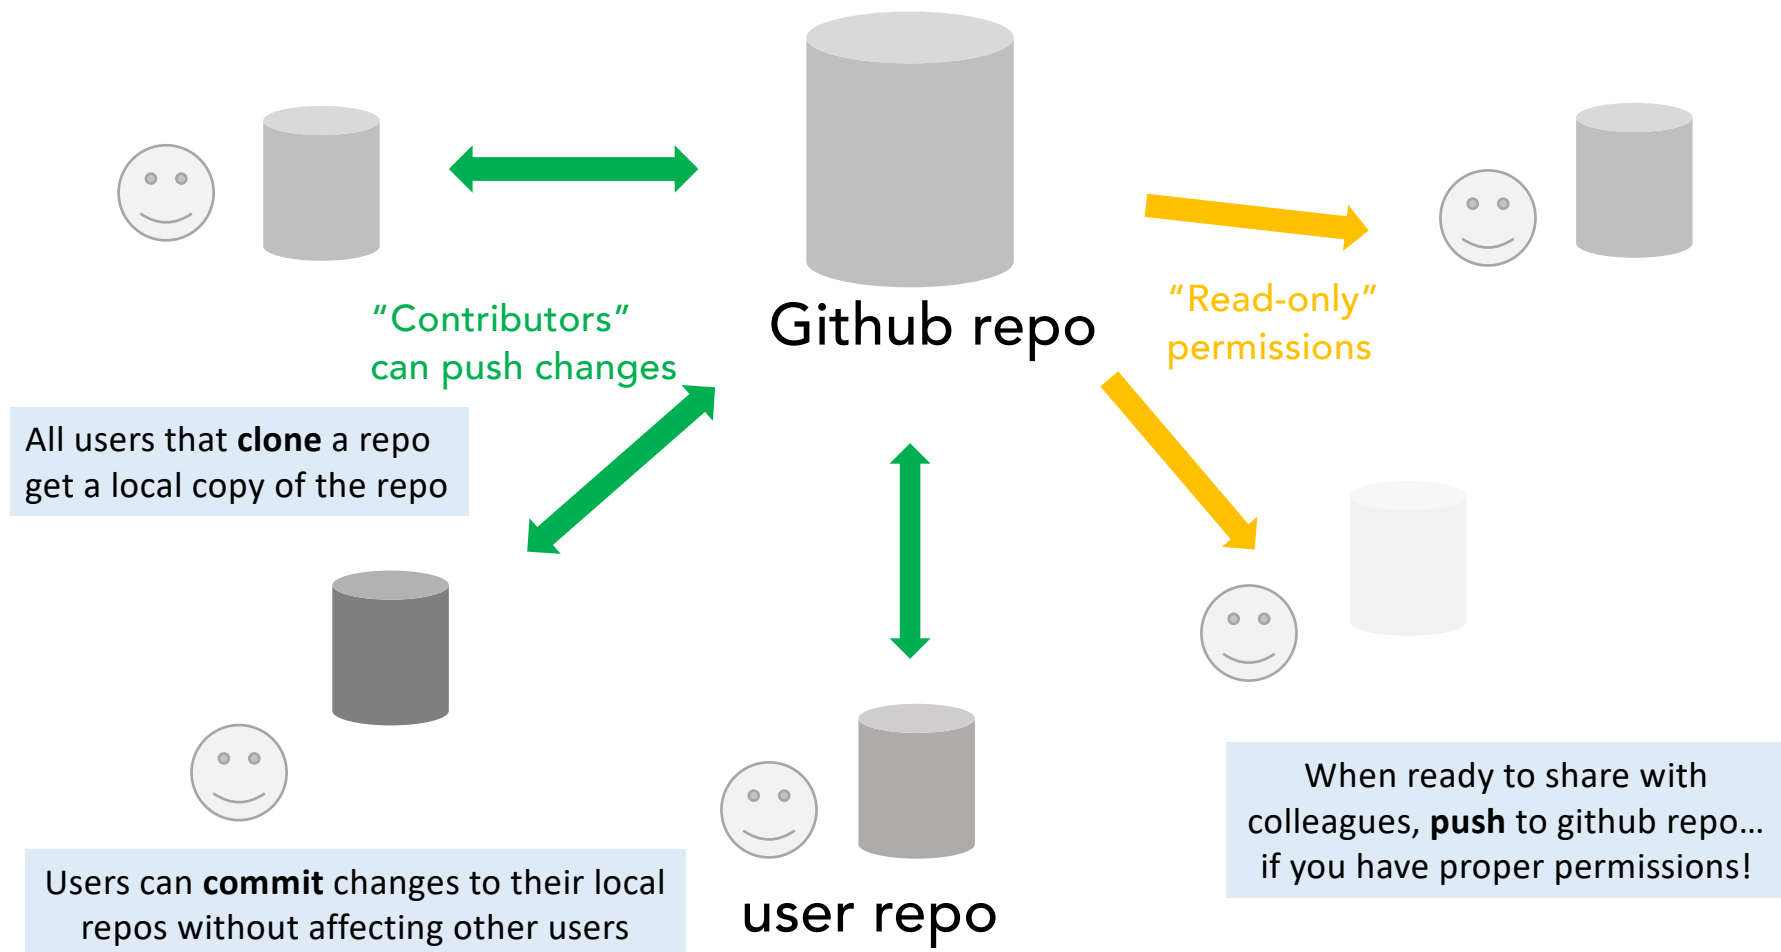 Github repo
“Contributors”
can push changes
“Read-only”
permissions
All users that clone a repo
get a local copy of the repo
When ready to share with
colleagues, push to github repo…
if you have proper permissions!
Users can commit changes to their local
repos without affecting other users
user repo